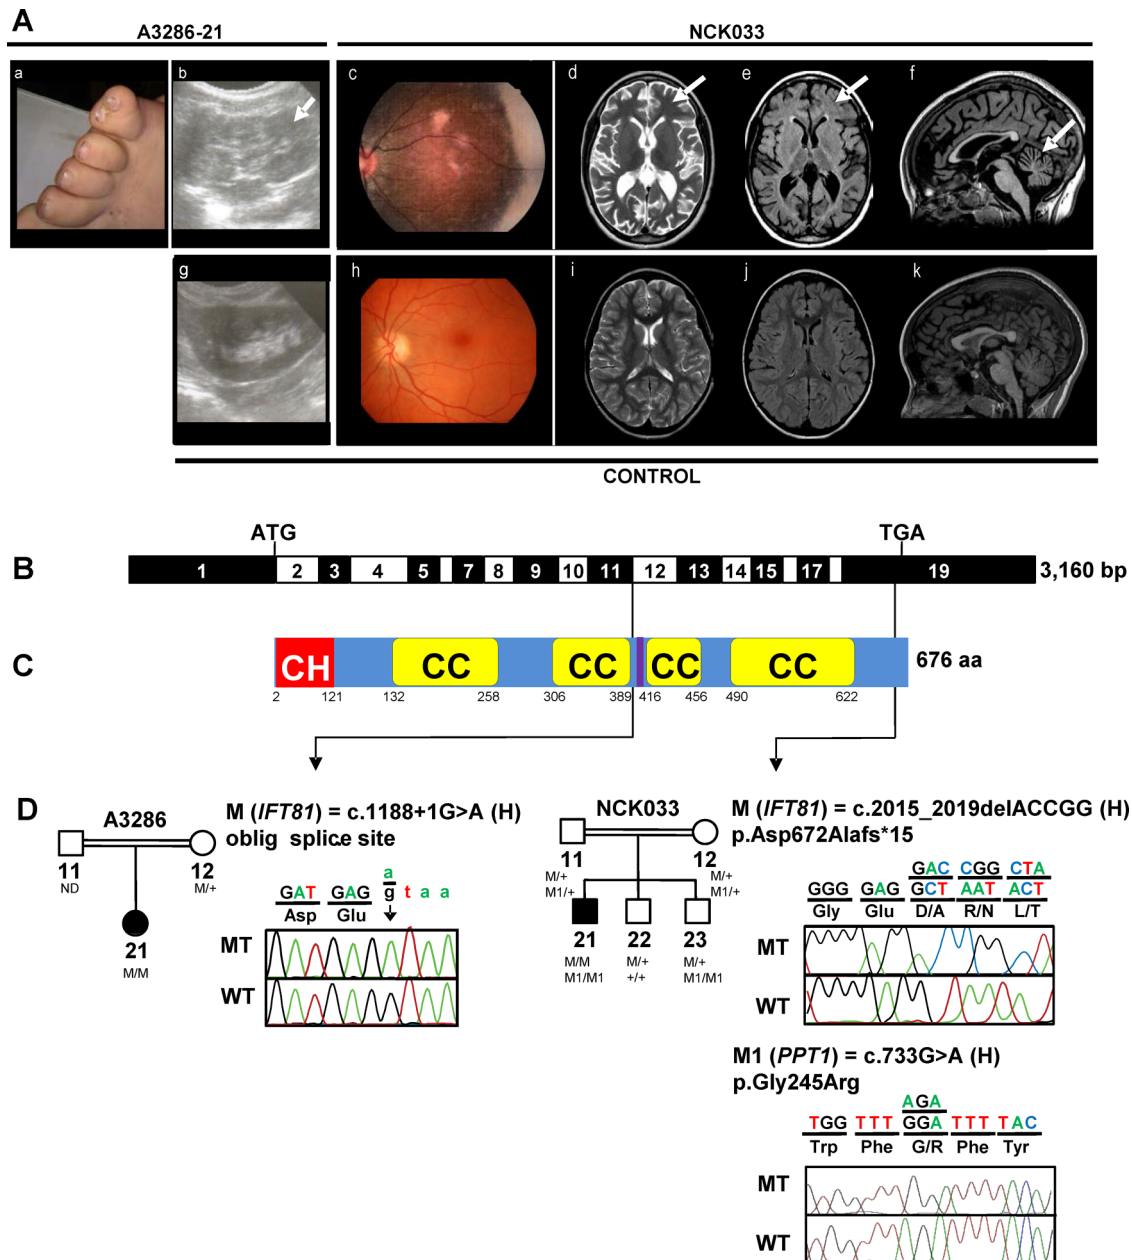 A
A3286-21
NCK033
a
b
c
d
e
f
g
h
i
j
k
CONTROL
ATG
TGA
B
1
2
3
4
5
7
8
9
10
11
12
13
14
15
17
19
3,160 bp
C
CH
CC
CC
CC
CC
676 aa
2
121
132
258
306
389
416
456
490
622
D
A3286
11
ND
12
M/+
21
M/M
M (IFT81) = c.1188+1G>A (H)
oblig splice site
a
GAT GAG g t a a
Asp Glu
MT
WT
NCK033
11
M/+
M1/+
12
M/+
M1/+
21
M/M
M1/M1
22
M/+
+/+
23
M/+
M1/M1
M (IFT81) = c.2015_2019delACCGG (H)
p.Asp672Alafs*15
GAC CGG CTA
GGG GAG GCT AAT ACT
Gly Glu D/A R/N L/T
MT
WT
M1 (PPT1) = c.733G>A (H)
p.Gly245Arg
AGA
TGG TTT GGA TTT TAC
Trp Phe G/R Phe Tyr
MT
WT